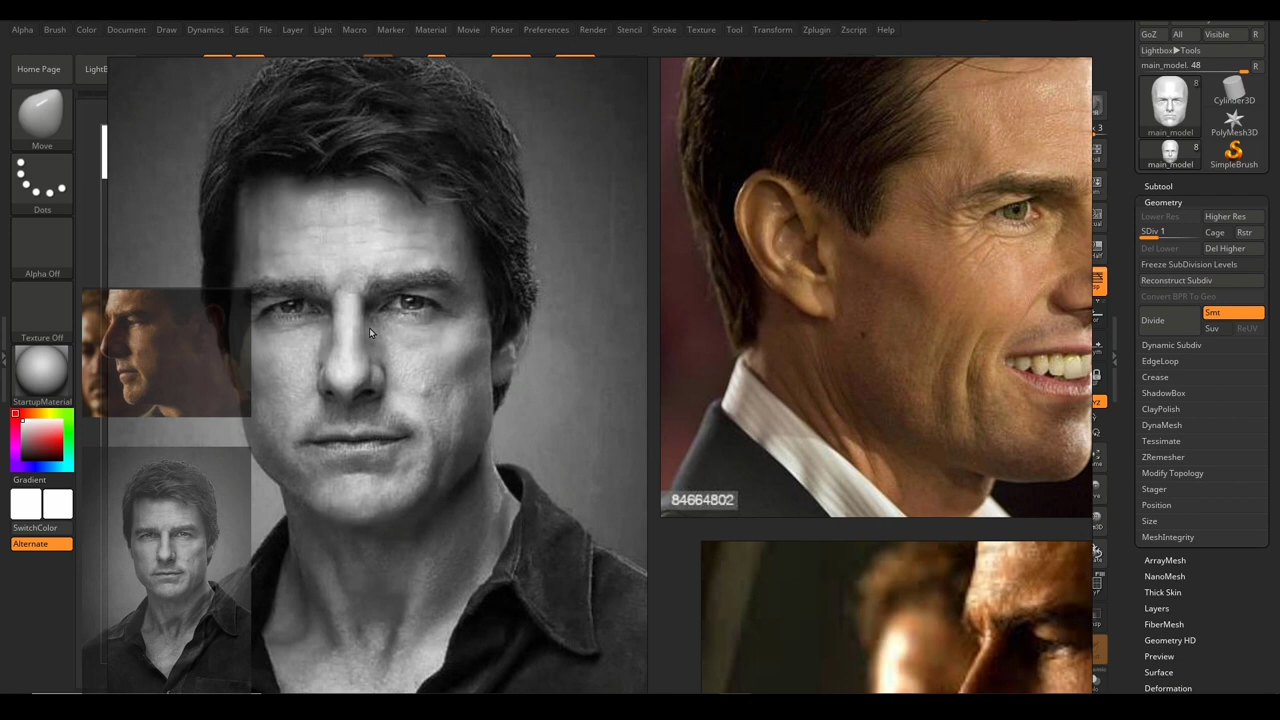 Alpha Brush Color Document Draw Dynamics Edit File Layer Light Macro Marker Material Movie Picker Preferences Render Stencil Stroke Texture Tool Transform Zplugin Zscript Help
GoZ All Visible R
Lightbox▶Tools
main_model. 48 R
Home Page
8
main_model
Cylinder3D
PolyMesh3D
8
main_model
SimpleBrush
Move
Dots
Alpha Off
Texture Off
StartupMaterial
Gradient
SwitchColor
Alternate
84664802
Subtool
Geometry
Lower Res Higher Res
SDiv 1 Cage Rstr
Del Lower Del Higher
Freeze SubDivision Levels
Reconstruct Subdiv
Convert BPR To Geo
Divide Smt
Suv ReUV
Dynamic Subdiv
EdgeLoop
Crease
ShadowBox
ClayPolish
DynaMesh
Tessimate
ZRemesher
Modify Topology
Stager
Position
Size
MeshIntegrity
ArrayMesh
NanoMesh
Thick Skin
Layers
FiberMesh
Geometry HD
Preview
Surface
Deformation